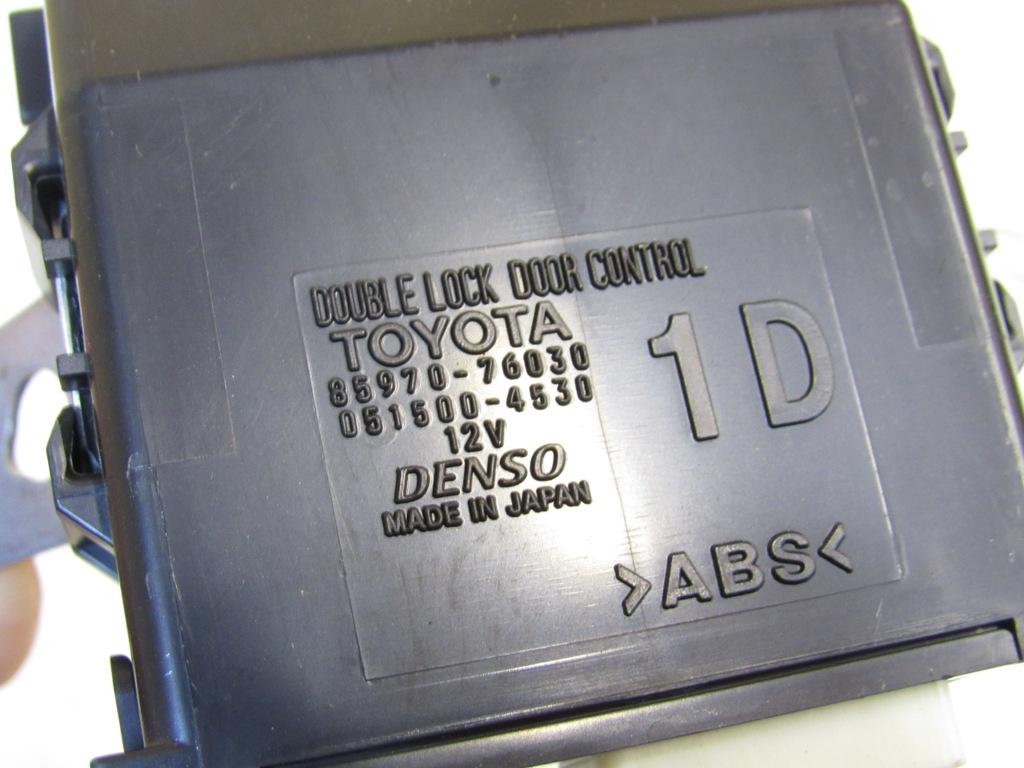 DOUBLE LOCK DOOR CONTROL
TOYOTA
85970-76030
051500-4530
12V
DENSO
MADE IN JAPAN
1D
>ABS<